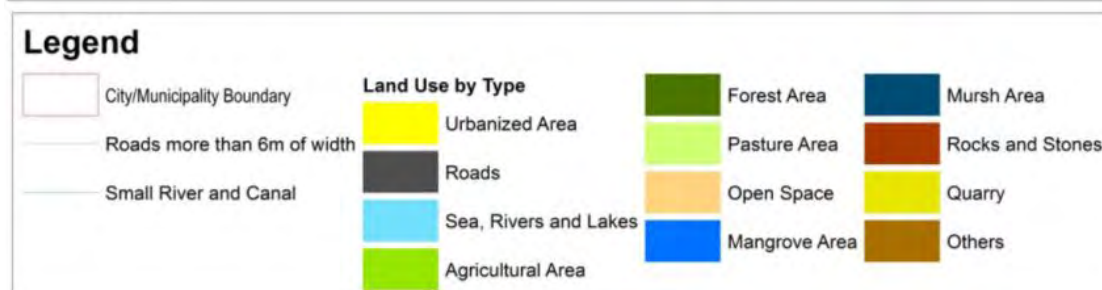 Legend
City/Municipality Boundary
Roads more than 6m of width
Small River and Canal
Land Use by Type
Urbanized Area
Roads
Sea, Rivers and Lakes
Agricultural Area
Forest Area
Pasture Area
Open Space
Mangrove Area
Mursh Area
Rocks and Stones
Quarry
Others